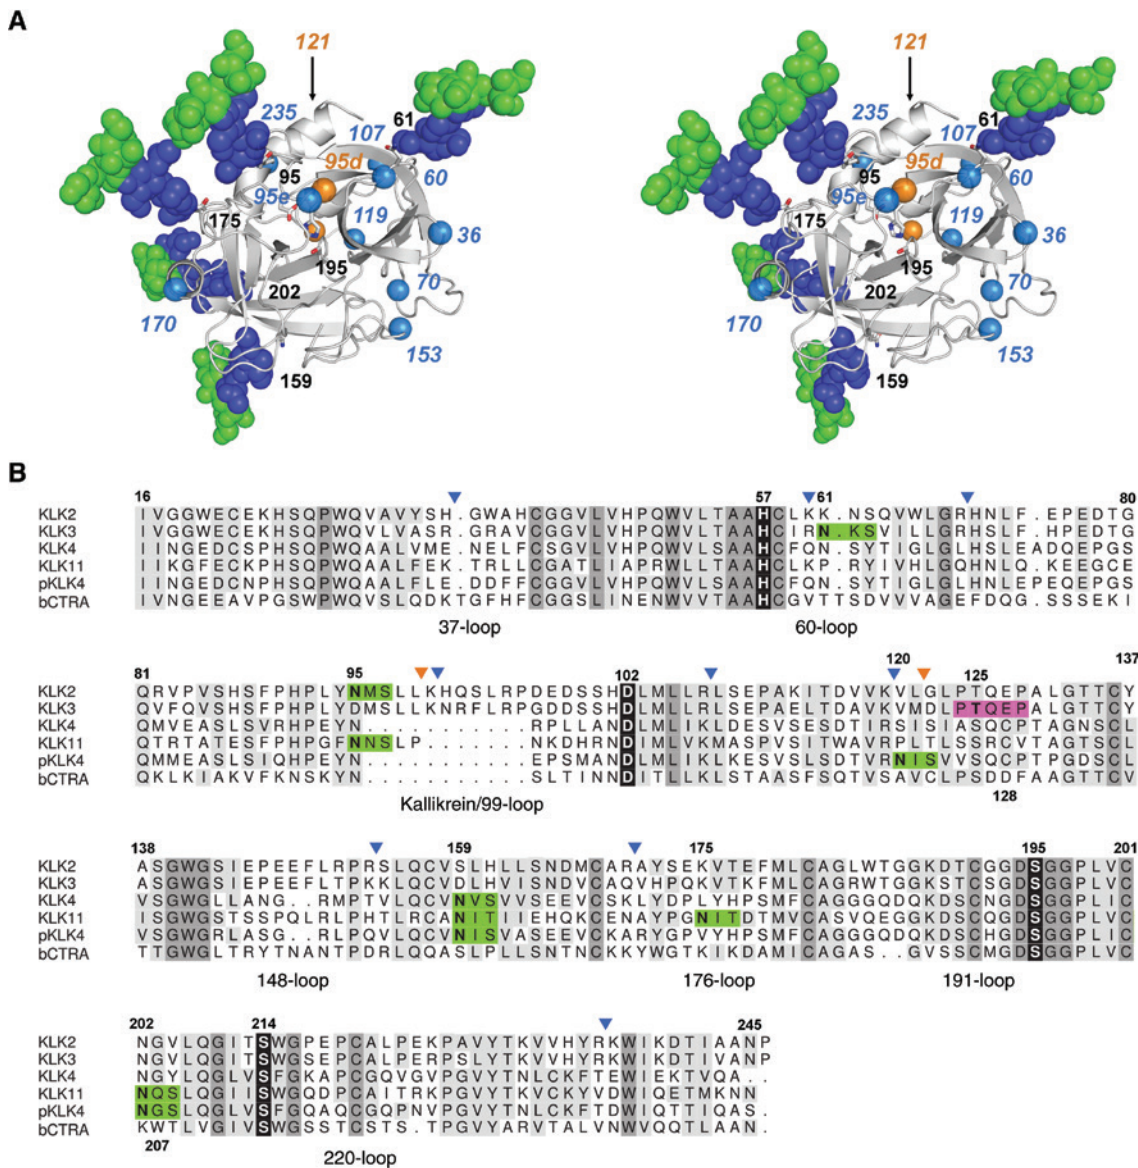 A
121
235
107
61
95d
95
60
95e
119
175
36
195
202
70
170
153
159
121
235
107
61
95d
95
60
95e
119
175
36
195
202
70
170
153
159
B
16 57 61 80
KLK2 IVGGWECEKHSQPWQVAVYSH.GWAHCGGVLVHPQWVLTAAHCLKK.NSQVWLGRHNLF.EPEDTG
KLK3 IVGGWECEKHSQPWQVLVASR.GRAVCGGVLVHPQWVLTAAHCIRN.KSVILLGRHSLF.HPEDTG
KLK4 IINGEDCSPHSQPWQAALVME.NELFCSGVLVHPQWVLSAAHCFQN.SYTIGLGLHSLEADQEPGS
KLK11 IIKGFECKPHSQPWQAALFEK.TRLLCGATLIAPRWLLTAAHCLKP.RYIVHLGQHNLQ.KEEGCE
pKLK4 IINGEDCNPHSQPWQAALFLE.DDFFCGGVLVHPQWVLSAAHCFQN.SYTIGLGLHNLEPEQEPGS
bCTRA IVNGEEAVPGSWPWQVSLQDKTGFHFCGGSLINENWVVTAAHCGVTTSDVVVAGEFDQG.SSSEKI
37-loop 60-loop
81 95 102 120 125 137
KLK2 QRVPVSHSFPHPLYNMSLLKHQSLRPDEDSSHDLMLLRLSEPAKITDVVKVLGLPTQEPALGTTCY
KLK3 QVFQVSHSFPHPLYDMSLLKNRFLRPGDDSSHDLMLLRLSEPAELTDAVKVMDLPTQEPALGTTCY
KLK4 QMVEASLSVRHPEYN..........RPLLANDLMLIKLDESVSESDTIRSISIASQCPTAGNSCL
KLK11 QTRTATESFPHPGFNNSLP.......NKDHRNDIMLVKMASPVSITWAVRPLTLSSRCVTAGTSCL
pKLK4 QMMEASLSIQHPEYN..........EPSMANDLMLIKLKESVSLSDTVRNISVVSQCPTPGDSCL
bCTRA QKLKIAKVFKNSKYN..........SLTINNDITLLKLSTAASFSQTVSAVCLPSDDFAAGTTCV
Kallikrein/99-loop 128
138 159 175 195 201
KLK2 ASGWGSIEPEEFLRPRSLQCVSLHLLSNDMCARAYSEKVTEFMLCAGLWTGGKDTCGGDSGGPLVC
KLK3 ASGWGSIEPEEFLTPKKLQCVDLHVISNDVCAQVHPQKVTKFMLCAGRWTGGKSTCSGDSGGPLVC
KLK4 VSGWGLLANG..RMPTVLQCVNVSVVSEEVCSKLYDPLYHPSMFCAGGGQDQKDSCNGDSGGPLIC
KLK11 ISGWGSTSSPQLRLPHTLRCANITIIEHQKCENAYPGNITDTMVCASVQEGGKDSCQGDSGGPLVC
pKLK4 VSGWGRLASG..RLPQVLQCVNISVASEEVCKARYGPVYHPSMFCAGGGQDQKDSCHGDSGGPLIC
bCTRA TTGWGLTRYTNANTPDRLQQASLPLLSNTNCKKYWGTKIKDAMICAGAS..GVSSCMGDSGGPLVC
148-loop 176-loop 191-loop
202 214 245
KLK2 NGVLQGITSWGPEPCALPEKPAVYTKVVHYRKWIKDTIAANP
KLK3 NGVLQGITSWGSEPCALPERPSLYTKVVHYRKWIKDTIVANP
KLK4 NGYLQGLVSFGKAPCGQVGVPGVYTNLCKFTEWIEKTVQA..
KLK11 NQSLQGIISWGQDPCAITRKPGVYTKVCKYVDWIQETMKNN
pKLK4 NGSLQGLVSFGQAQCGQPNVPGVYTNLCKFTDWIQTTIQAS.
bCTRA KWTLVGIVSWGSSTCSTS.TPGVYARVTALVNWVQQTLAAN.
207 220-loop